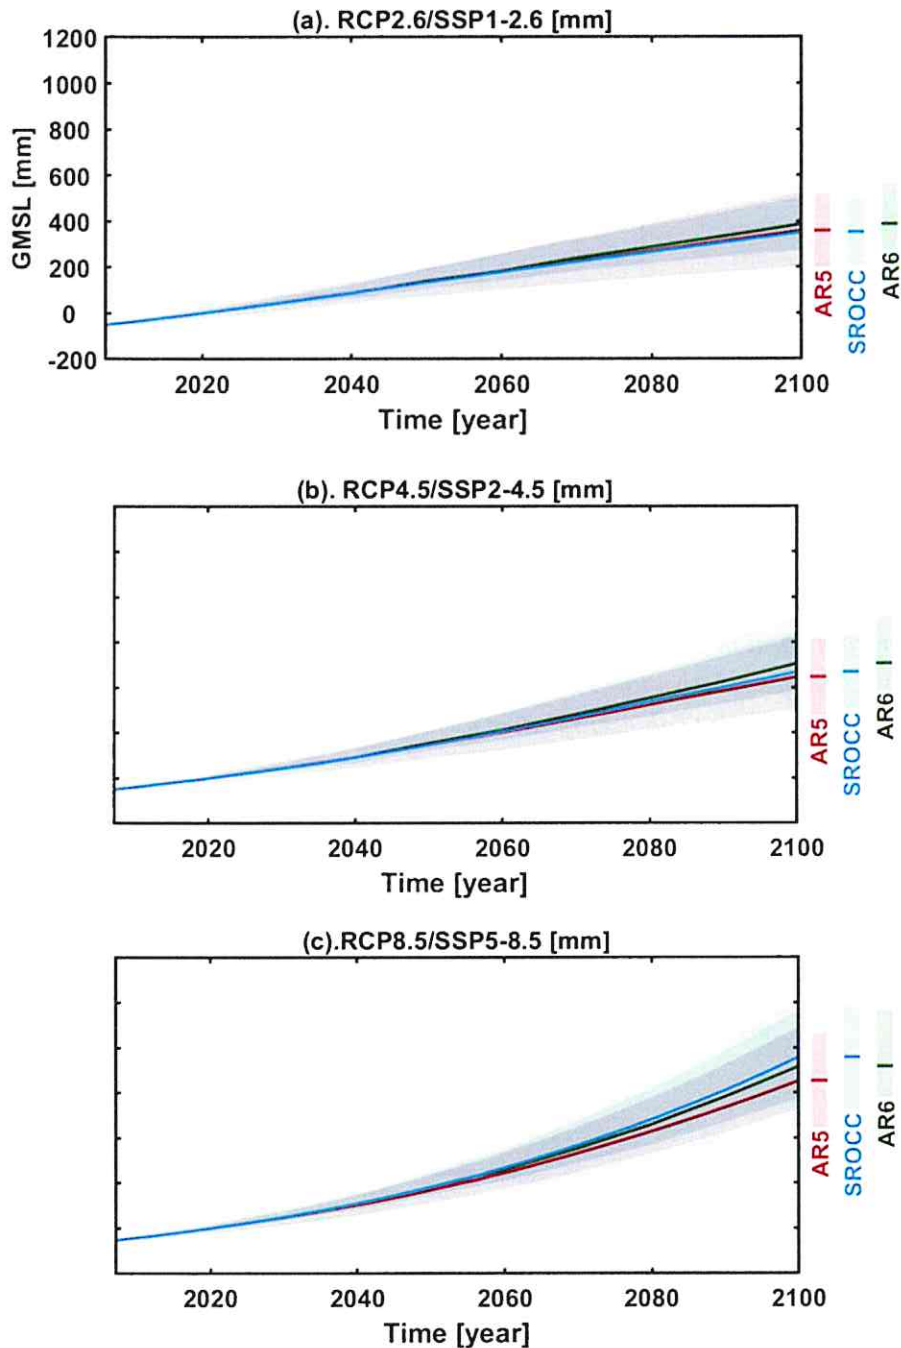 (a). RCP2.6/SSP1-2.6 [mm]
1200
1000
800
600
400
200
0
-200
GMSL [mm]
2020 2040 2060 2080 2100
Time [year]
AR5
SROCC
AR6
(b). RCP4.5/SSP2-4.5 [mm]
2020 2040 2060 2080 2100
Time [year]
AR5
SROCC
AR6
(c).RCP8.5/SSP5-8.5 [mm]
2020 2040 2060 2080 2100
Time [year]
AR5
SROCC
AR6